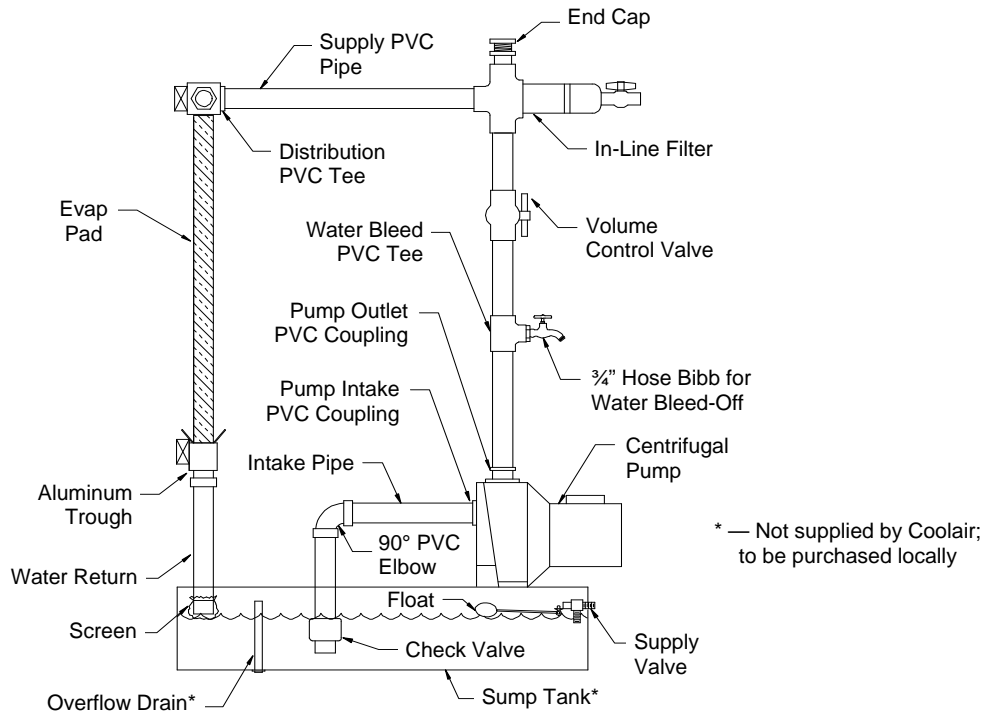 End Cap
Supply PVC
Pipe
In-Line Filter
Distribution
PVC Tee
Evap
Pad
Water Bleed
PVC Tee
Volume
Control Valve
Pump Outlet
PVC Coupling
¾” Hose Bibb for
Water Bleed-Off
Pump Intake
PVC Coupling
Centrifugal
Pump
Intake Pipe
Aluminum
Trough
* — Not supplied by Coolair;
to be purchased locally
90° PVC
Elbow
Water Return
Float
Screen
Check Valve
Supply
Valve
Overflow Drain*
Sump Tank*